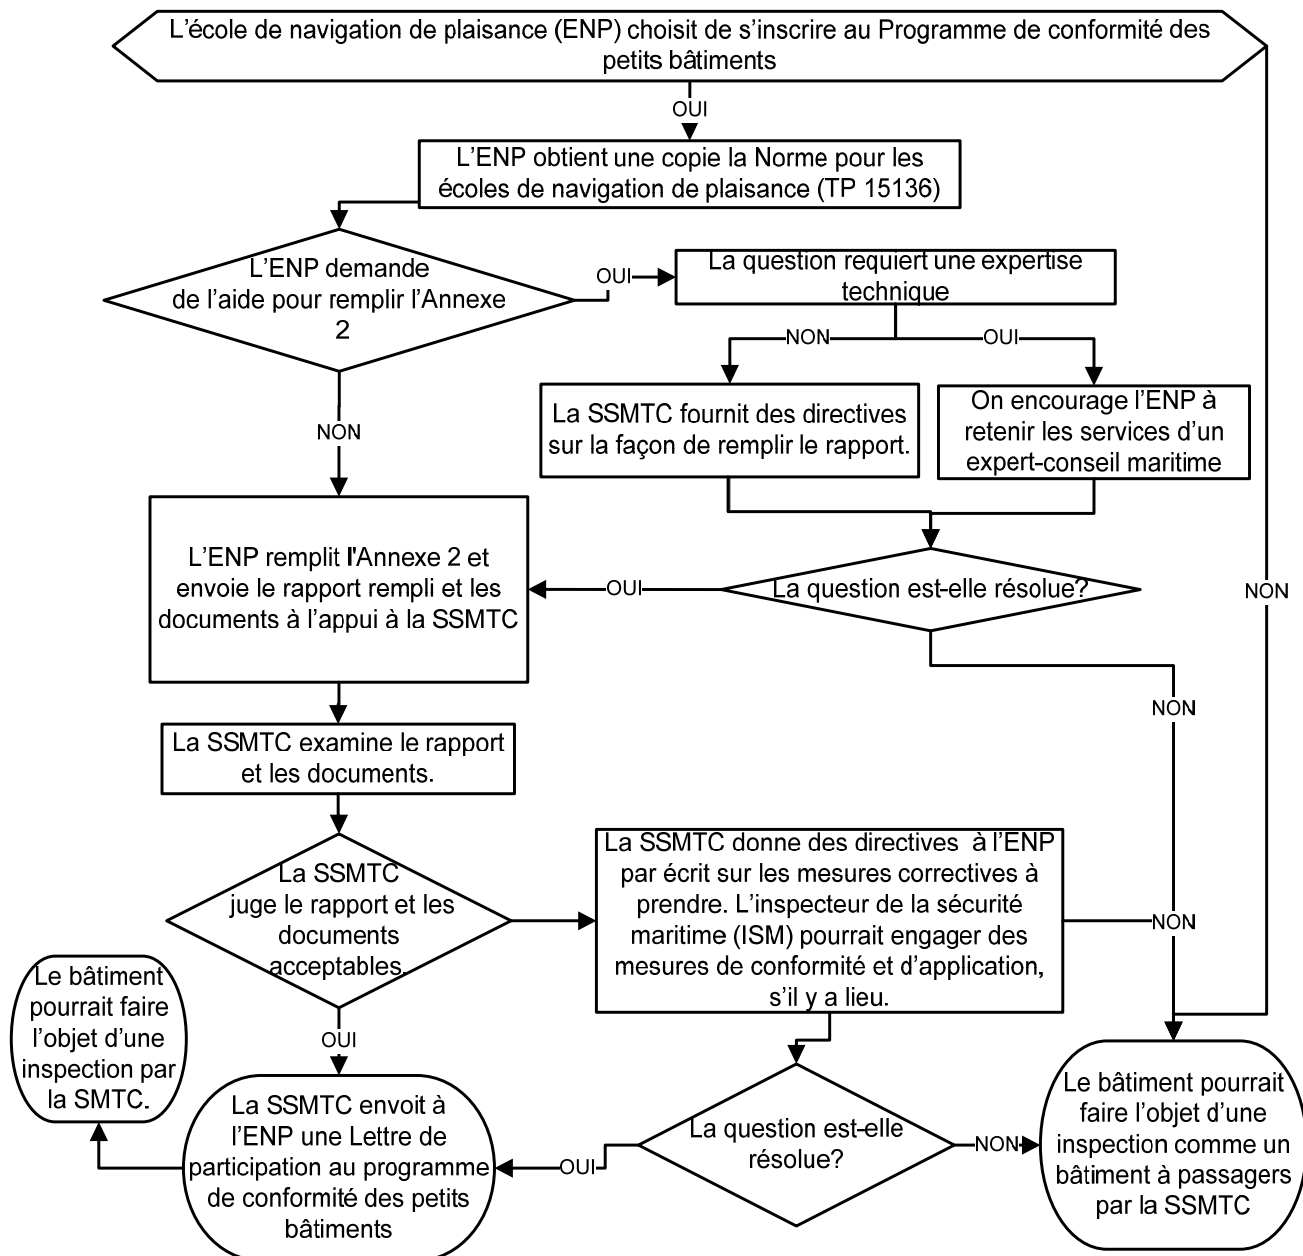 L'école de navigation de plaisance (ENP) choisit de s'inscrire au Programme de conformité des
petits bâtiments
OUI
L'ENP obtient une copie la Norme pour les
écoles de navigation de plaisance (TP 15136)
L'ENP demande
de l'aide pour remplir l'Annexe
2
OUI
La question requiert une expertise
technique
NON
OUI
La SSMTC fournit des directives
sur la façon de remplir le rapport.
On encourage l'ENP à
retenir les services d'un
expert-conseil maritime
NON
L'ENP remplit l'Annexe 2 et
envoie le rapport rempli et les
documents à l'appui à la SSMTC
OUI
La question est-elle résolue?
NON
NON
La SSMTC examine le rapport
et les documents.
La SSMTC
juge le rapport et les
documents
acceptables.
La SSMTC donne des directives à l'ENP
par écrit sur les mesures correctives à
prendre. L'inspecteur de la sécurité
maritime (ISM) pourrait engager des
mesures de conformité et d'application,
s'il y a lieu.
NON
OUI
Le bâtiment
pourrait faire
l'objet d'une
inspection par
la SMTC.
La SSMTC envoit à
l'ENP une Lettre de
participation au programme
de conformité des petits
bâtiments
OUI
La question est-elle
résolue?
NON
Le bâtiment pourrait
faire l'objet d'une
inspection comme un
bâtiment à passagers
par la SSMTC